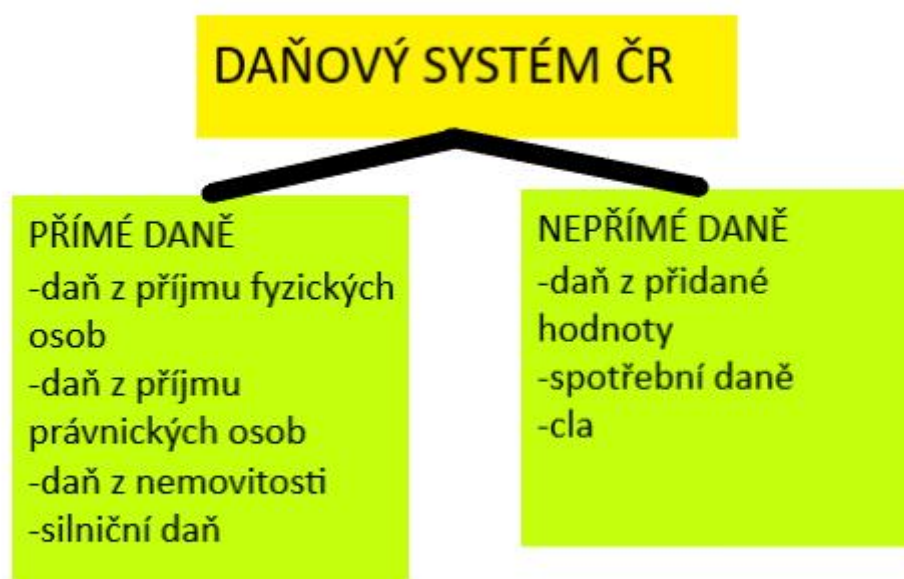 DAŇOVÝ SYSTÉM ČR
PŘÍMÉ DANĚ
-daň z příjmu fyzických
osob
-daň z příjmu
právnických osob
-daň z nemovitosti
-silniční daň
NEPŘÍMÉ DANĚ
-daň z přidané
hodnoty
-spotřební daně
-cla